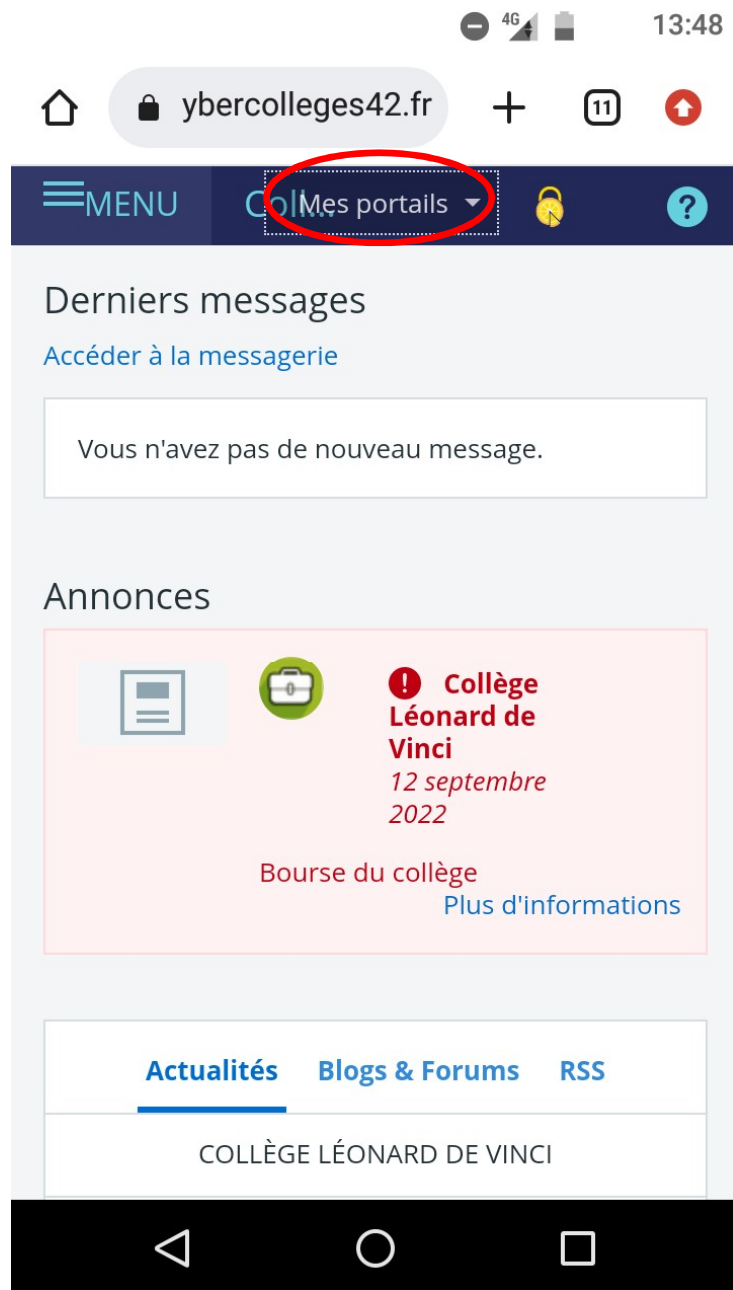 4G 13:48
ybercolleges42.fr 11
MENU Coll... Mes portails ?
Derniers messages
Accéder à la messagerie
Vous n'avez pas de nouveau message.
Annonces
! Collège
Léonard de
Vinci
12 septembre
2022
Bourse du collège
Plus d'informations
Actualités Blogs & Forums RSS
COLLÈGE LÉONARD DE VINCI